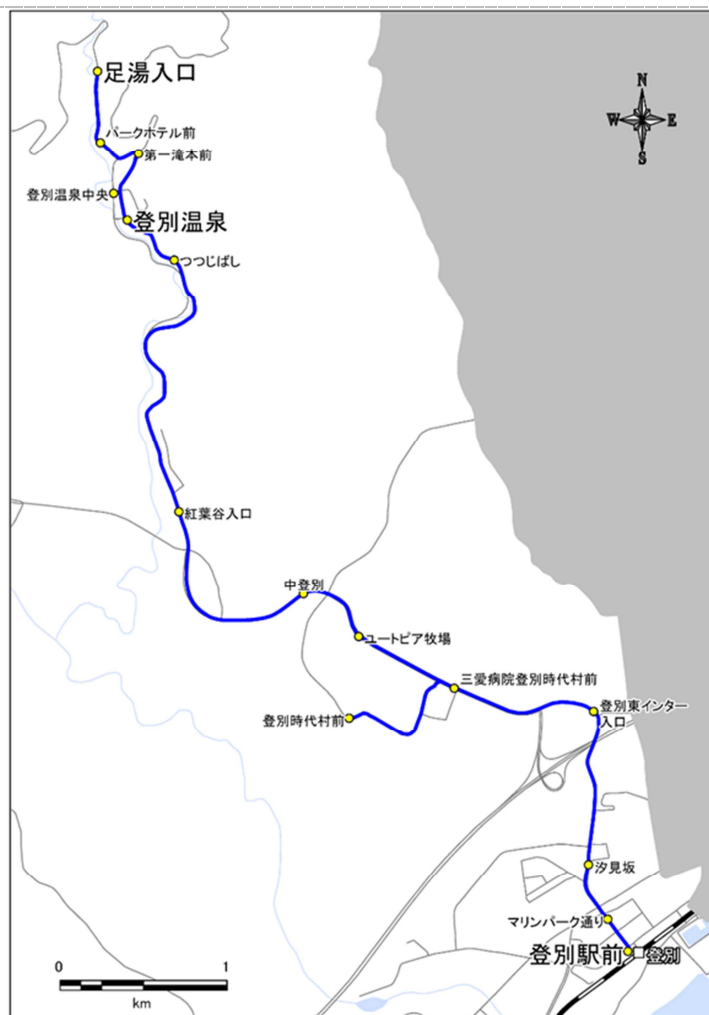 足湯入口
N
W
E
S
パークホテル前
第一滝本前
登別温泉中央
登別温泉
つつじばし
紅葉谷入口
中登別
ユートピア牧場
三愛病院登別時代村前
登別時代村前
登別東インター
入口
汐見坂
マリンパーク通り
登別駅前
登別
0
1
km